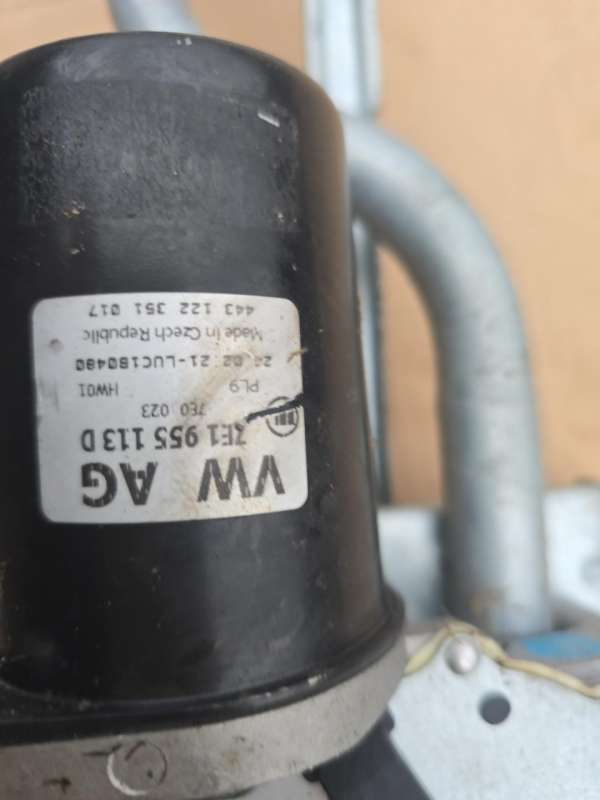 VW AG
7E1 955 113 D
7E0 023
PL9 HW01
21-LUC180480
Made in Czech Republic
443 122 351 017